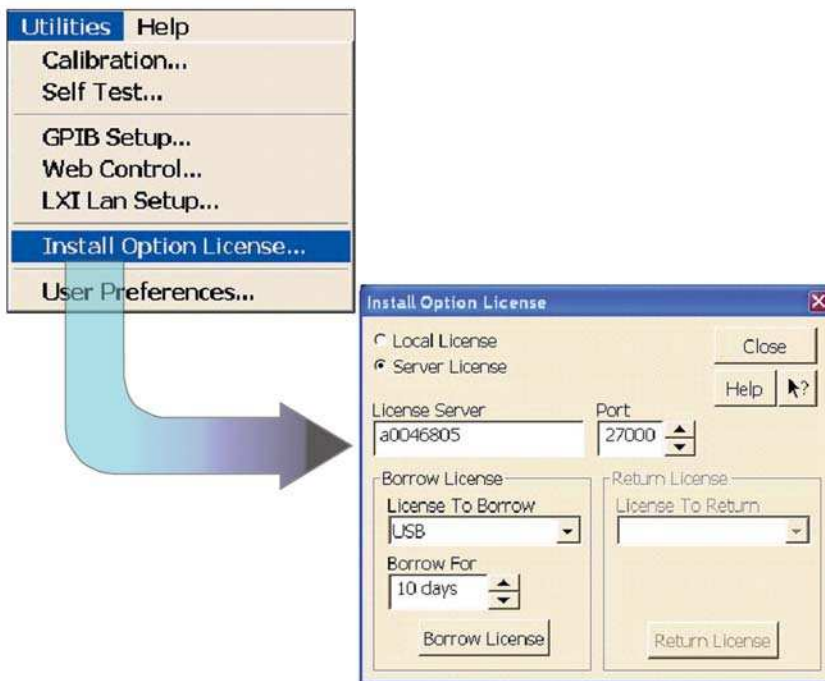 Utilities Help
Calibration...
Self Test...
GPIB Setup...
Web Control...
LXI Lan Setup...
Install Option License...
User Preferences...
Install Option License
Local License
Server License
Close
Help ?
License Server
Port
a0046805
27000
Borrow License
License To Borrow
USB
Borrow For
10 days
Borrow License
Return License
License To Return
Return License